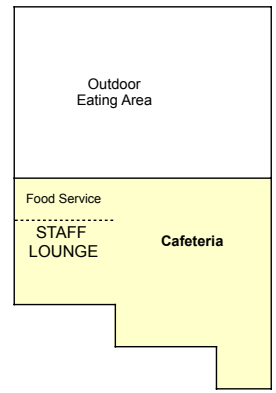 Outdoor
Eating Area
Food Service
STAFF
LOUNGE
Cafeteria